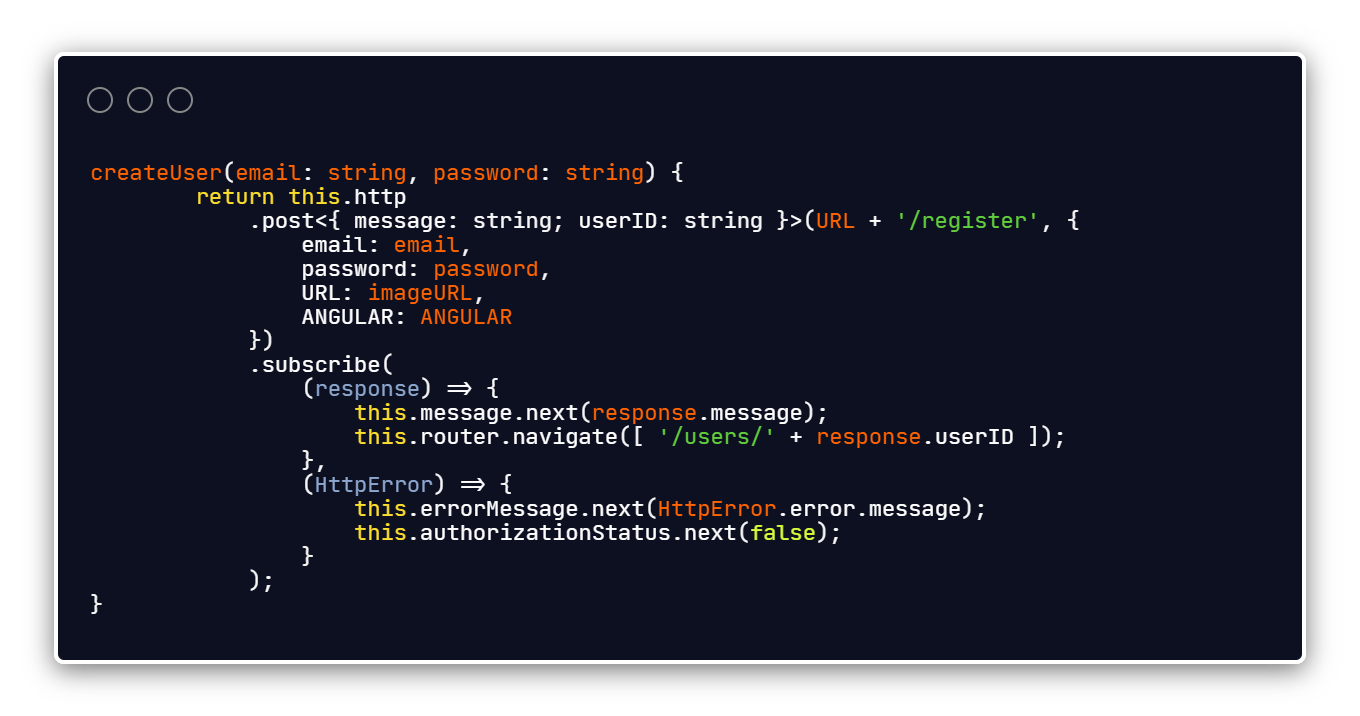 createUser(email: string, password: string) {
        return this.http
            .post<{ message: string; userID: string }>(URL + '/register', {
                email: email,
                password: password,
                URL: imageURL,
                ANGULAR: ANGULAR
            })
            .subscribe(
                (response) => {
                    this.message.next(response.message);
                    this.router.navigate([ '/users/' + response.userID ]);
                },
                (HttpError) => {
                    this.errorMessage.next(HttpError.error.message);
                    this.authorizationStatus.next(false);
                }
            );
}